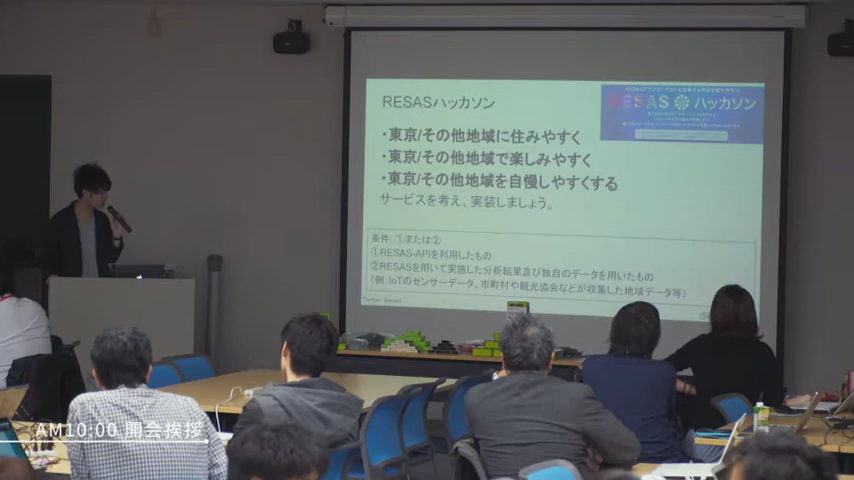 RESASハッカソン
RESAS ハッカソン
・東京/その他地域に住みやすく
・東京/その他地域で楽しみやすく
・東京/その他地域を自慢しやすくする
サービスを考え、実装しましょう。
条件: ①または②
①RESAS-APIを利用したもの
②RESASを用いて実施した分析結果及び独自のデータを用いたもの
(例: IoTのセンサーデータ、市町村や観光協会などが収集した地域データ等)
AM10:00 開会挨拶